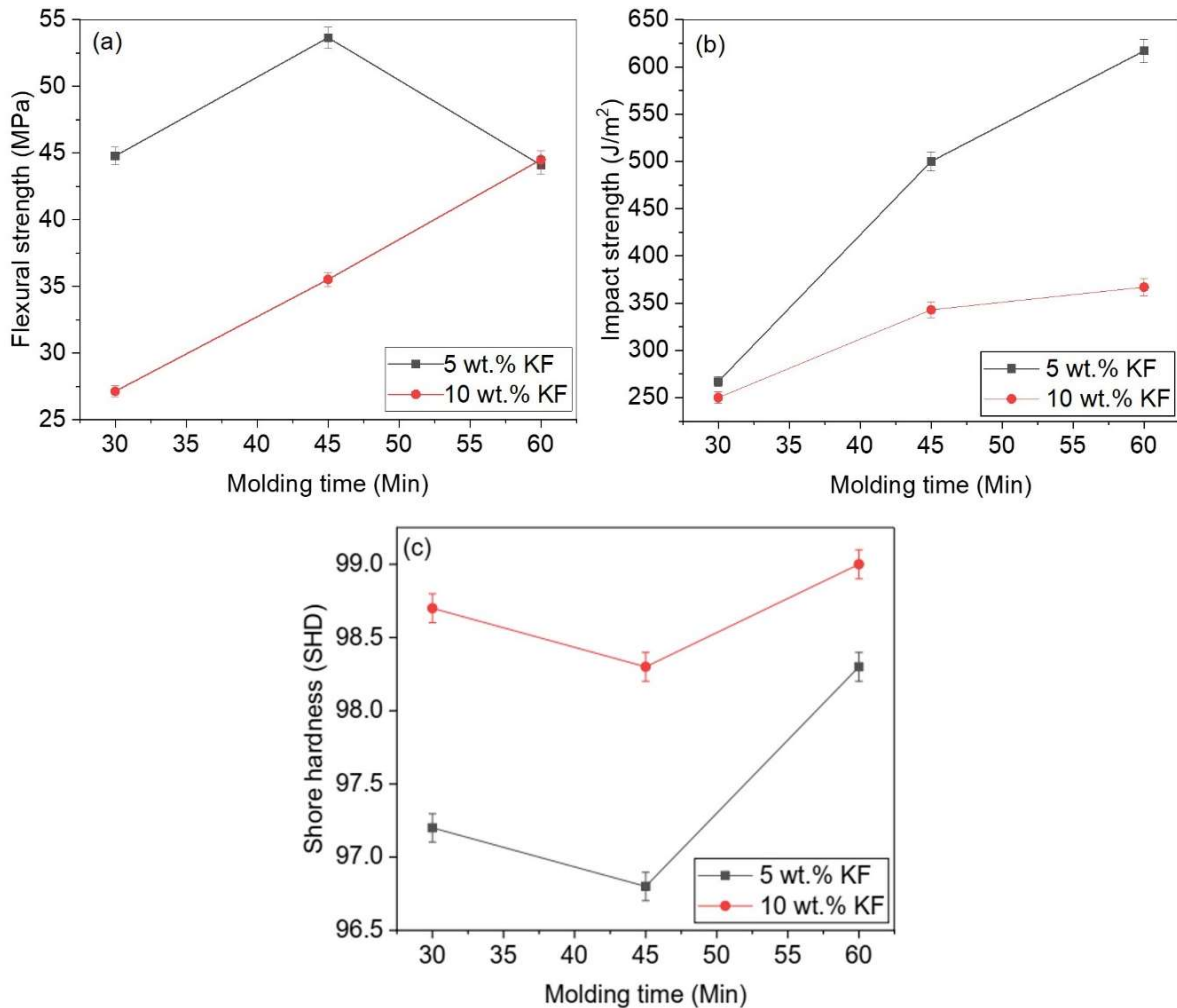 (a)
Flexural strength (MPa)
55
50
45
40
35
30
25
30 35 40 45 50 55 60
Molding time (Min)
5 wt.% KF
10 wt.% KF
(b)
Impact strength (J/m²)
650
600
550
500
450
400
350
300
250
30 35 40 45 50 55 60
Molding time (Min)
5 wt.% KF
10 wt.% KF
(c)
Shore hardness (SHD)
99.0
98.5
98.0
97.5
97.0
96.5
30 35 40 45 50 55 60
Molding time (Min)
5 wt.% KF
10 wt.% KF